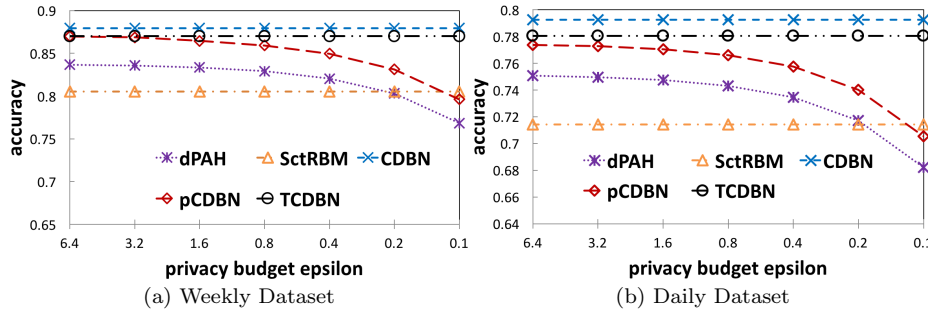 0.9
0.85
0.8
0.75
0.7
0.65
accuracy
dPAH SctRBM CDBN
pCDBN TCDBN
6.4 3.2 1.6 0.8 0.4 0.2 0.1
privacy budget epsilon
(a) Weekly Dataset
0.8
0.78
0.76
0.74
0.72
0.7
0.68
0.66
0.64
accuracy
dPAH SctRBM CDBN
pCDBN TCDBN
6.4 3.2 1.6 0.8 0.4 0.2 0.1
privacy budget epsilon
(b) Daily Dataset